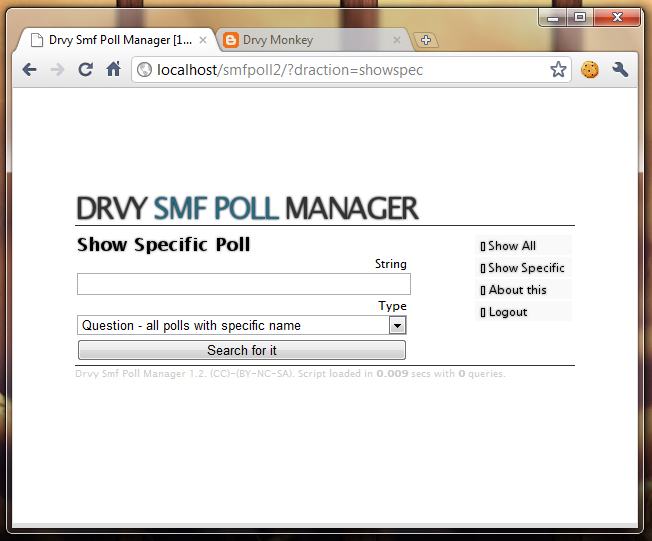 Drvy Smf Poll Manager [1...
Drvy Monkey
localhost/smfpoll2/?draction=showspec
DRVY SMF POLL MANAGER
Show Specific Poll
String
Type
Question - all polls with specific name
Search for it
Show All
Show Specific
About this
Logout
Drvy Smf Poll Manager 1.2. (CC)-(BY-NC-SA). Script loaded in 0.009 secs with 0 queries.